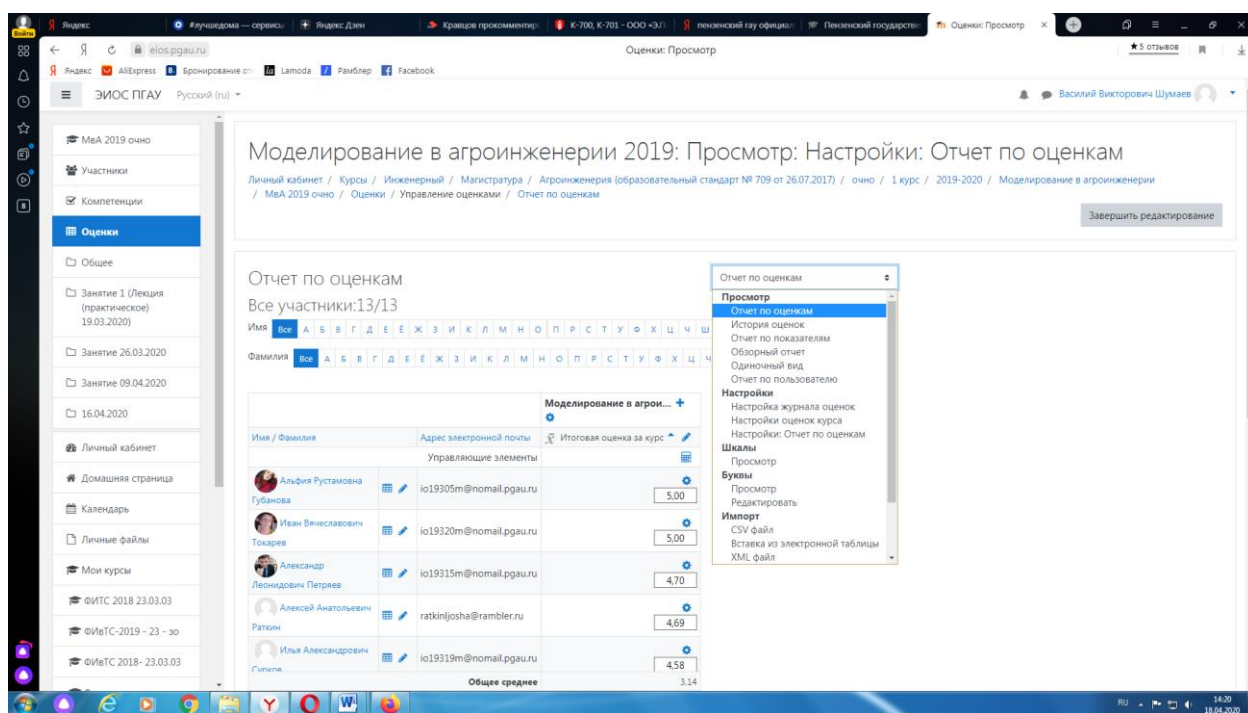 Войти
Яндекс
#лучшедома — сервисы
Яндекс.Дзен
Кравцов прокомментир
К-700, К-701 - ООО «Э.П.
пензенский гау официал
Пензенский государстве
Оценки: Просмотр
eios.pgau.ru
Оценки: Просмотр
★5 отзывов
Яндекс AliExpress Бронирование от Lamoda Рамблер Facebook
ЭИОС ПГАУ Русский (ru)
Василий Викторович Шумаев
МвА 2019 очно
Участники
Компетенции
Оценки
Общее
Занятие 1 (Лекция
(практическое)
19.03.2020)
Занятие 26.03.2020
Занятие 09.04.2020
16.04.2020
Личный кабинет
Домашняя страница
Календарь
Личные файлы
Мои курсы
ФИТС 2018 23.03.03
ФИвТС-2019 - 23 - зо
ФИвТС 2018- 23.03.03
Моделирование в агроинженерии 2019: Просмотр: Настройки: Отчет по оценкам
Личный кабинет / Курсы / Инженерный / Магистратура / Агроинженерия (образовательный стандарт № 709 от 26.07.2017) / очно / 1 курс / 2019-2020 / Моделирование в агроинженерии
/ МвА 2019 очно / Оценки / Управление оценками / Отчет по оценкам
Завершить редактирование
Отчет по оценкам
Все участники:13/13
Имя Все А Б В Г Д Е Ё Ж З И К Л М Н О П Р С Т У Ф Х Ц Ч Ш
Фамилия Все А Б В Г Д Е Ё Ж З И К Л М Н О П Р С Т У Ф Х Ц Ч
Отчет по оценкам
Просмотр
Отчет по оценкам
История оценок
Отчет по показателям
Обзорный отчет
Одиночный вид
Отчет по пользователю
Настройки
Настройка журнала оценок
Настройки оценок курса
Настройки: Отчет по оценкам
Шкалы
Просмотр
Буквы
Просмотр
Редактировать
Импорт
CSV файл
Вставка из электронной таблицы
XML файл
Моделирование в агрои...
Имя / Фамилия Адрес электронной почты Итоговая оценка за курс
Управляющие элементы
Альфия Рустамовна
Губанова
io19305m@nomail.pgau.ru
5,00
Иван Вячеславович
Токарев
io19320m@nomail.pgau.ru
5,00
Александр
Леонидович Петряев
io19315m@nomail.pgau.ru
4,70
Алексей Анатольевич
Раткин
ratkinljosha@rambler.ru
4,69
Илья Александрович
Сурков
io19319m@nomail.pgau.ru
4,58
Общее среднее 3,14
RU
14:20
18.04.2020